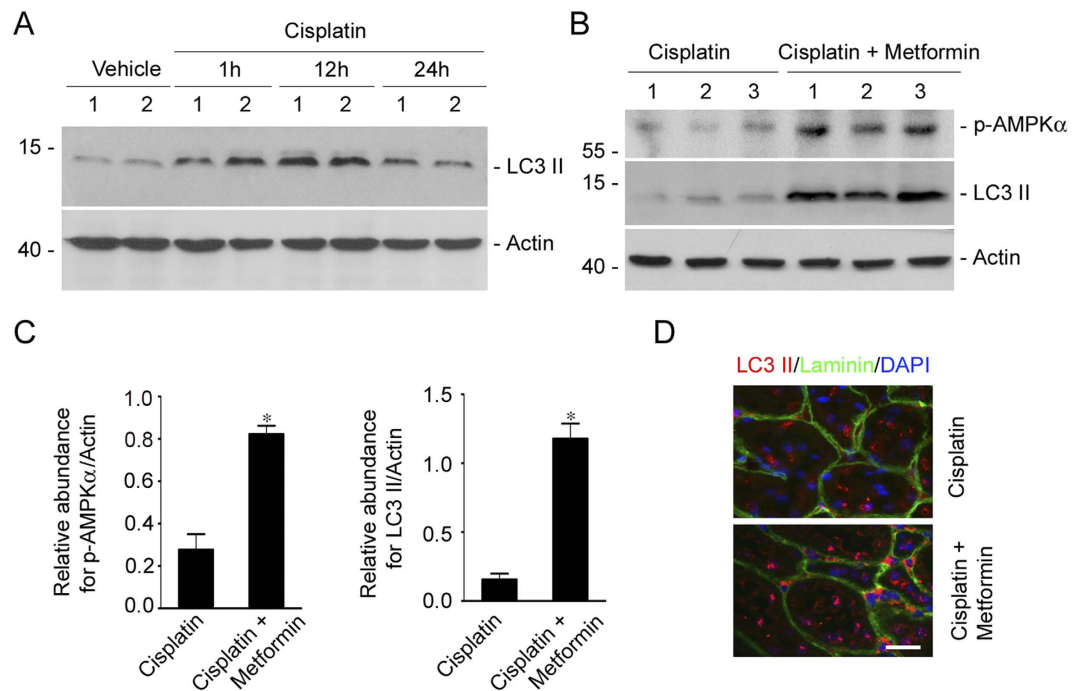 A
Cisplatin
Vehicle 1h 12h 24h
1 2 1 2 1 2 1 2
15 - - LC3 II
40 - - Actin
B
Cisplatin Cisplatin + Metformin
1 2 3 1 2 3
- p-AMPKα
55 -
15 - - LC3 II
40 - - Actin
C
Relative abundance
for p-AMPKα/Actin
1.0
0.8
0.6
0.4
0.2
0.0
*
Cisplatin
Cisplatin +
Metformin
Relative abundance
for LC3 II/Actin
1.5
1.0
0.5
0.0
*
Cisplatin
Cisplatin +
Metformin
D
LC3 II/Laminin/DAPI
Cisplatin
Cisplatin +
Metformin